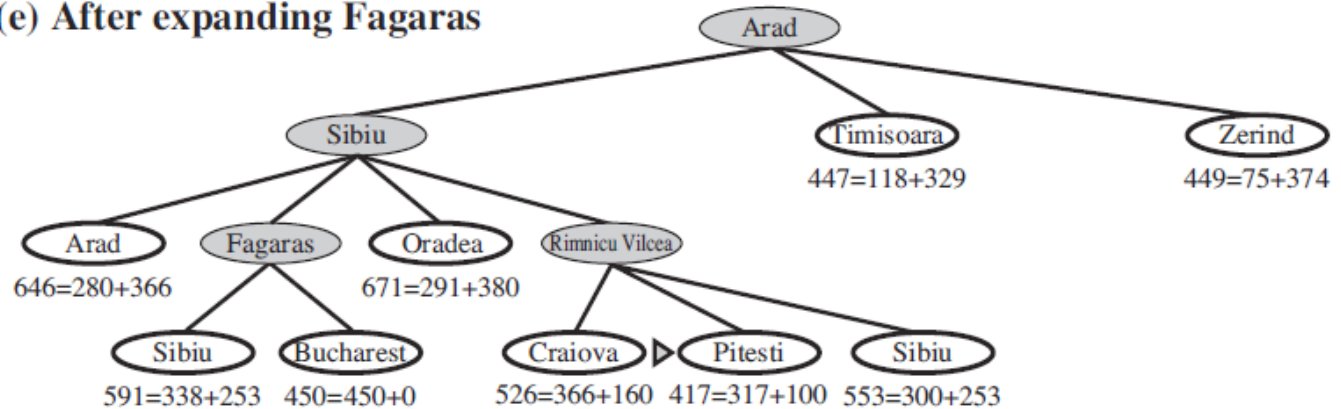 (e) After expanding Fagaras
Arad
Sibiu
Timisoara
Zerind
447=118+329
449=75+374
Arad
Fagaras
Oradea
Rimnicu Vilcea
646=280+366
671=291+380
Sibiu
Bucharest
Craiova
Pitesti
Sibiu
591=338+253
450=450+0
526=366+160
417=317+100
553=300+253